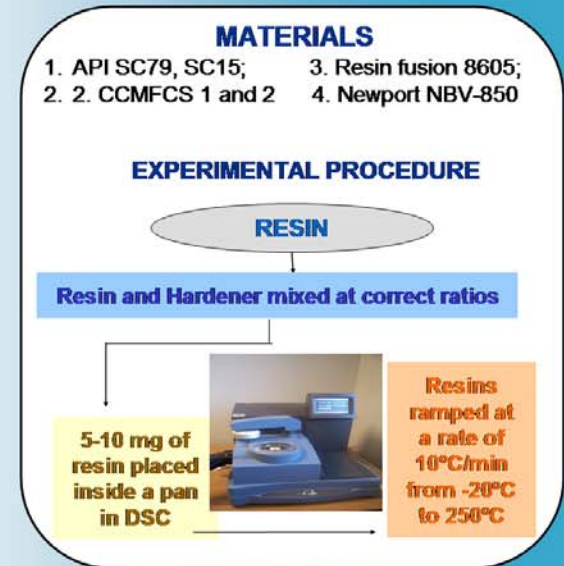 MATERIALS
1. API SC79, SC15;
3. Resin fusion 8605;
2. 2. CCMFCS 1 and 2
4. Newport NBV-850
EXPERIMENTAL PROCEDURE
RESIN
Resin and Hardener mixed at correct ratios
5-10 mg of
resin placed
inside a pan
in DSC
Resins
ramped at
a rate of
10°C/min
from -20°C
to 250°C